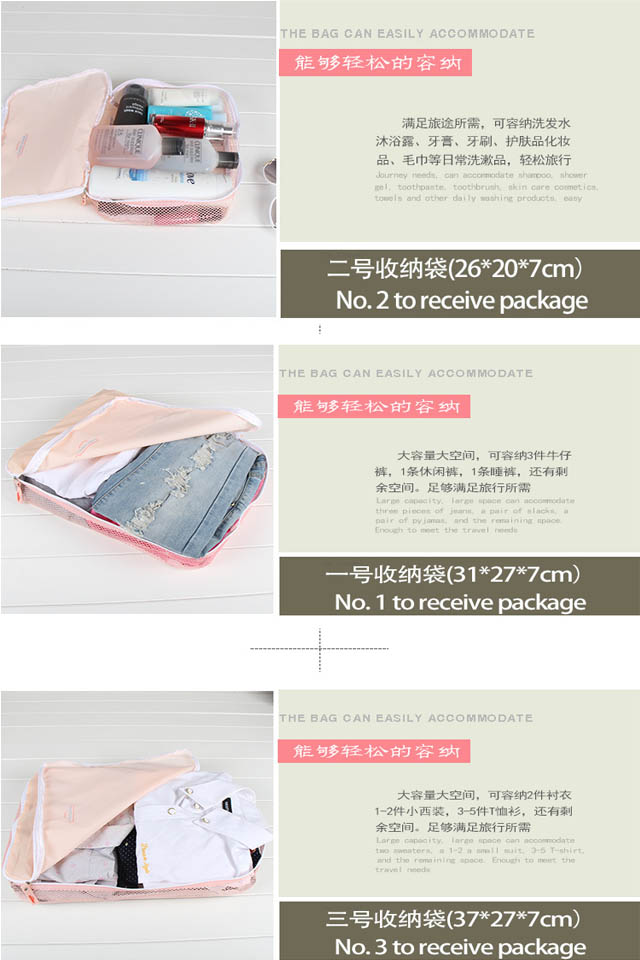 THE BAG CAN EASILY ACCOMMODATE
能够轻松的容纳
满足旅途所需，可容纳洗发水
沐浴露、牙膏、牙刷、护肤品化妆
品、毛巾等日常洗漱品，轻松旅行
Journey needs, can accommodate shampoo, shower
gel, toothpaste, toothbrush, skin care cosmetics,
towels and other daily washing products, easy
二号收纳袋(26*20*7cm)
No. 2 to receive package
THE BAG CAN EASILY ACCOMMODATE
能够轻松的容纳
大容量大空间，可容纳3件牛仔
裤，1条休闲裤，1条睡裤，还有剩
余空间。足够满足旅行所需
Large capacity, large space can accommodate
three pieces of jeans, a pair of slacks, a
pair of pyjamas, and the remaining space.
Enough to meet the travel needs
一号收纳袋(31*27*7cm)
No. 1 to receive package
THE BAG CAN EASILY ACCOMMODATE
能够轻松的容纳
大容量大空间，可容纳2件衬衣
1-2件小西装，3-5件T恤衫，还有剩
余空间。足够满足旅行所需
Large capacity, large space can accommodate
two sweaters, a 1-2 a small suit, 3-5 T-shirt,
and the remaining space. Enough to meet the
travel needs
三号收纳袋(37*27*7cm)
No. 3 to receive package